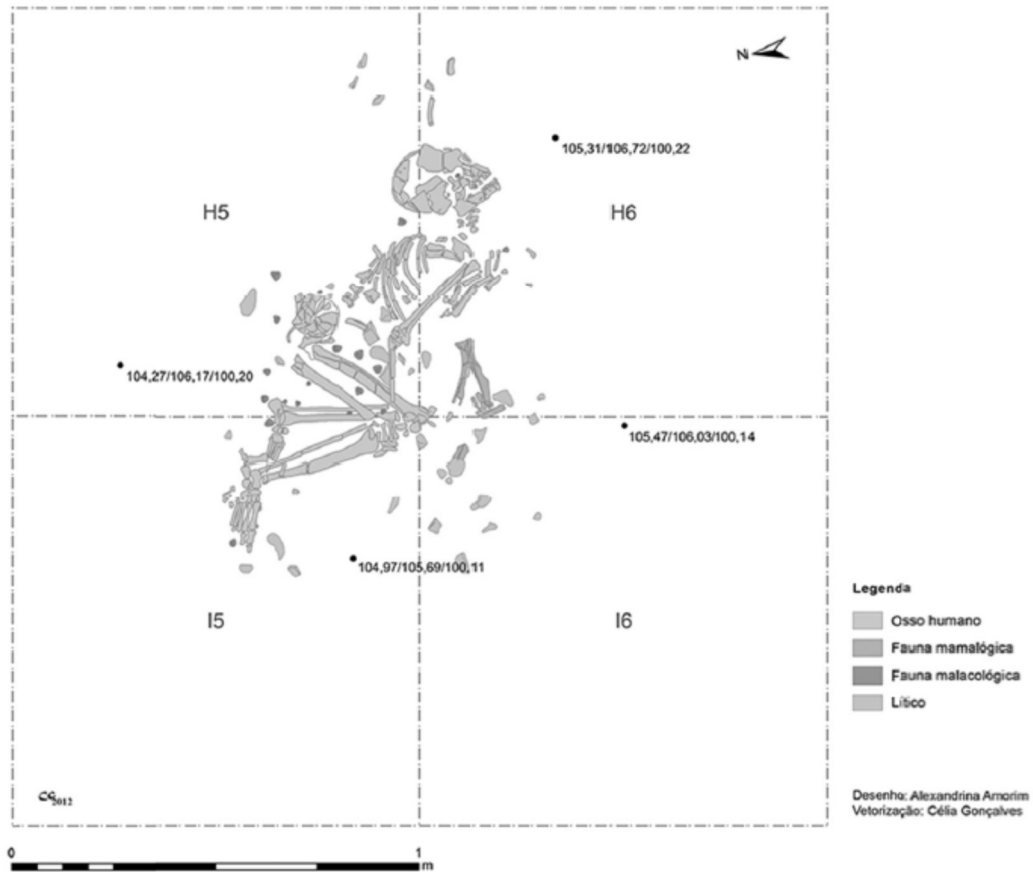 N
105,31/106,72/100,22
H5
H6
104,27/106,17/100,20
105,47/106,03/100,14
104,97/105,69/100,11
I5
I6
Legenda
Osso humano
Fauna mamalógica
Fauna malacológica
Lítico
CG2012
Desenho: Alexandrina Amorim
Vetorização: Célia Gonçalves
0
1
m